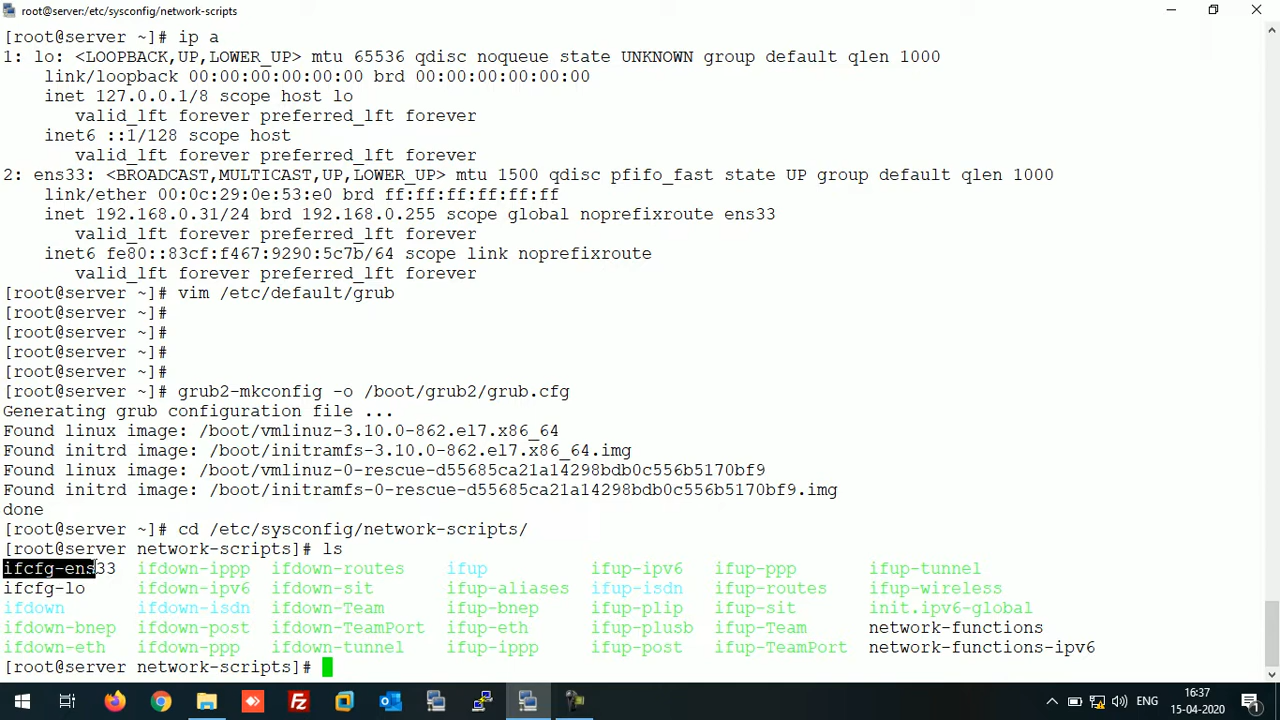 root@server:/etc/sysconfig/network-scripts
[root@server ~]# ip a
1: lo: <LOOPBACK,UP,LOWER_UP> mtu 65536 qdisc noqueue state UNKNOWN group default qlen 1000
    link/loopback 00:00:00:00:00:00 brd 00:00:00:00:00:00
    inet 127.0.0.1/8 scope host lo
       valid_lft forever preferred_lft forever
    inet6 ::1/128 scope host
       valid_lft forever preferred_lft forever
2: ens33: <BROADCAST,MULTICAST,UP,LOWER_UP> mtu 1500 qdisc pfifo_fast state UP group default qlen 1000
    link/ether 00:0c:29:0e:53:e0 brd ff:ff:ff:ff:ff:ff
    inet 192.168.0.31/24 brd 192.168.0.255 scope global noprefixroute ens33
       valid_lft forever preferred_lft forever
    inet6 fe80::83cf:f467:9290:5c7b/64 scope link noprefixroute
       valid_lft forever preferred_lft forever
[root@server ~]# vim /etc/default/grub
[root@server ~]#
[root@server ~]#
[root@server ~]#
[root@server ~]#
[root@server ~]# grub2-mkconfig -o /boot/grub2/grub.cfg
Generating grub configuration file ...
Found linux image: /boot/vmlinuz-3.10.0-862.el7.x86_64
Found initrd image: /boot/initramfs-3.10.0-862.el7.x86_64.img
Found linux image: /boot/vmlinuz-0-rescue-d55685ca21a14298bdb0c556b5170bf9
Found initrd image: /boot/initramfs-0-rescue-d55685ca21a14298bdb0c556b5170bf9.img
done
[root@server ~]# cd /etc/sysconfig/network-scripts/
[root@server network-scripts]# ls
ifcfg-ens33  ifdown-ippp  ifdown-routes  ifup  ifup-ipv6  ifup-ppp  ifup-tunnel
ifcfg-lo  ifdown-ipv6  ifdown-sit  ifup-aliases  ifup-isdn  ifup-routes  ifup-wireless
ifdown  ifdown-isdn  ifdown-Team  ifup-bnep  ifup-plip  ifup-sit  init.ipv6-global
ifdown-bnep  ifdown-post  ifdown-TeamPort  ifup-eth  ifup-plusb  ifup-Team  network-functions
ifdown-eth  ifdown-ppp  ifdown-tunnel  ifup-ippp  ifup-post  ifup-TeamPort  network-functions-ipv6
[root@server network-scripts]#
ENG
16:37
15-04-2020